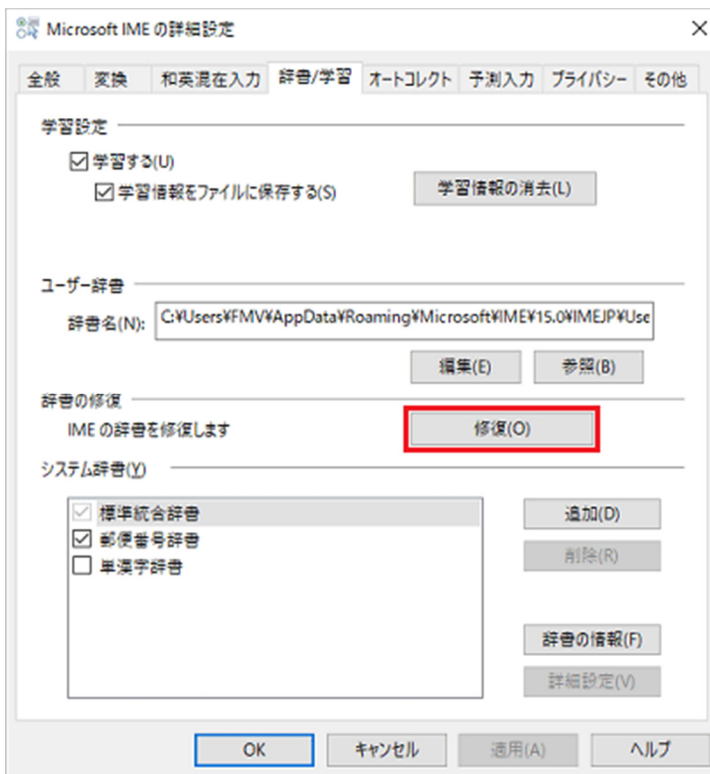 Microsoft IME の詳細設定
全般 変換 和英混在入力 辞書/学習 オートコレクト 予測入力 プライバシー その他
学習設定
学習する(U)
学習情報をファイルに保存する(S) 学習情報の消去(L)
ユーザー辞書
辞書名(N): C:¥Users¥FMV¥AppData¥Roaming¥Microsoft¥IME¥15.0¥IMEJP¥Use
編集(E) 参照(B)
辞書の修復
IME の辞書を修復します 修復(O)
システム辞書(Y)
標準統合辞書 追加(D)
郵便番号辞書
削除(R)
単漢字辞書
辞書の情報(F)
詳細設定(V)
OK キャンセル 適用(A) ヘルプ